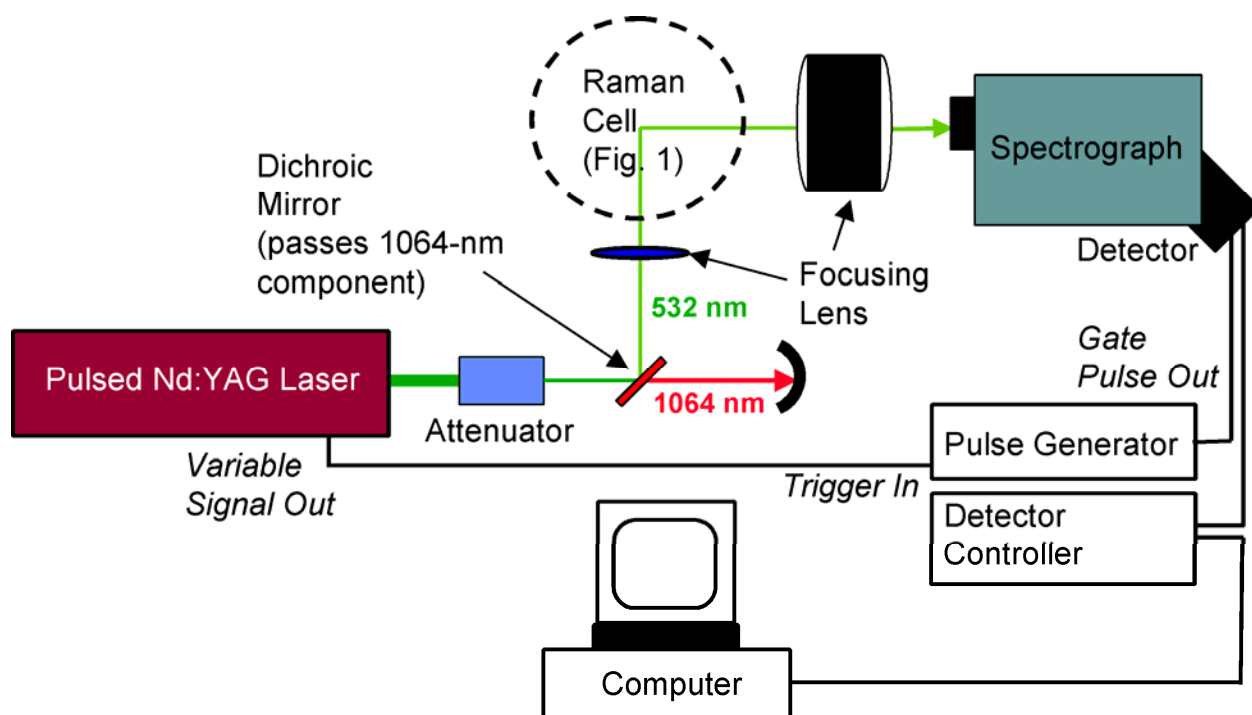 Raman
Cell
(Fig. 1)
Spectrograph
Dichroic
Mirror
(passes 1064-nm
component)
Detector
Focusing
Lens
532 nm
Gate
Pulse Out
Pulsed Nd:YAG Laser
1064 nm
Attenuator
Pulse Generator
Variable
Signal Out
Trigger In
Detector
Controller
Computer